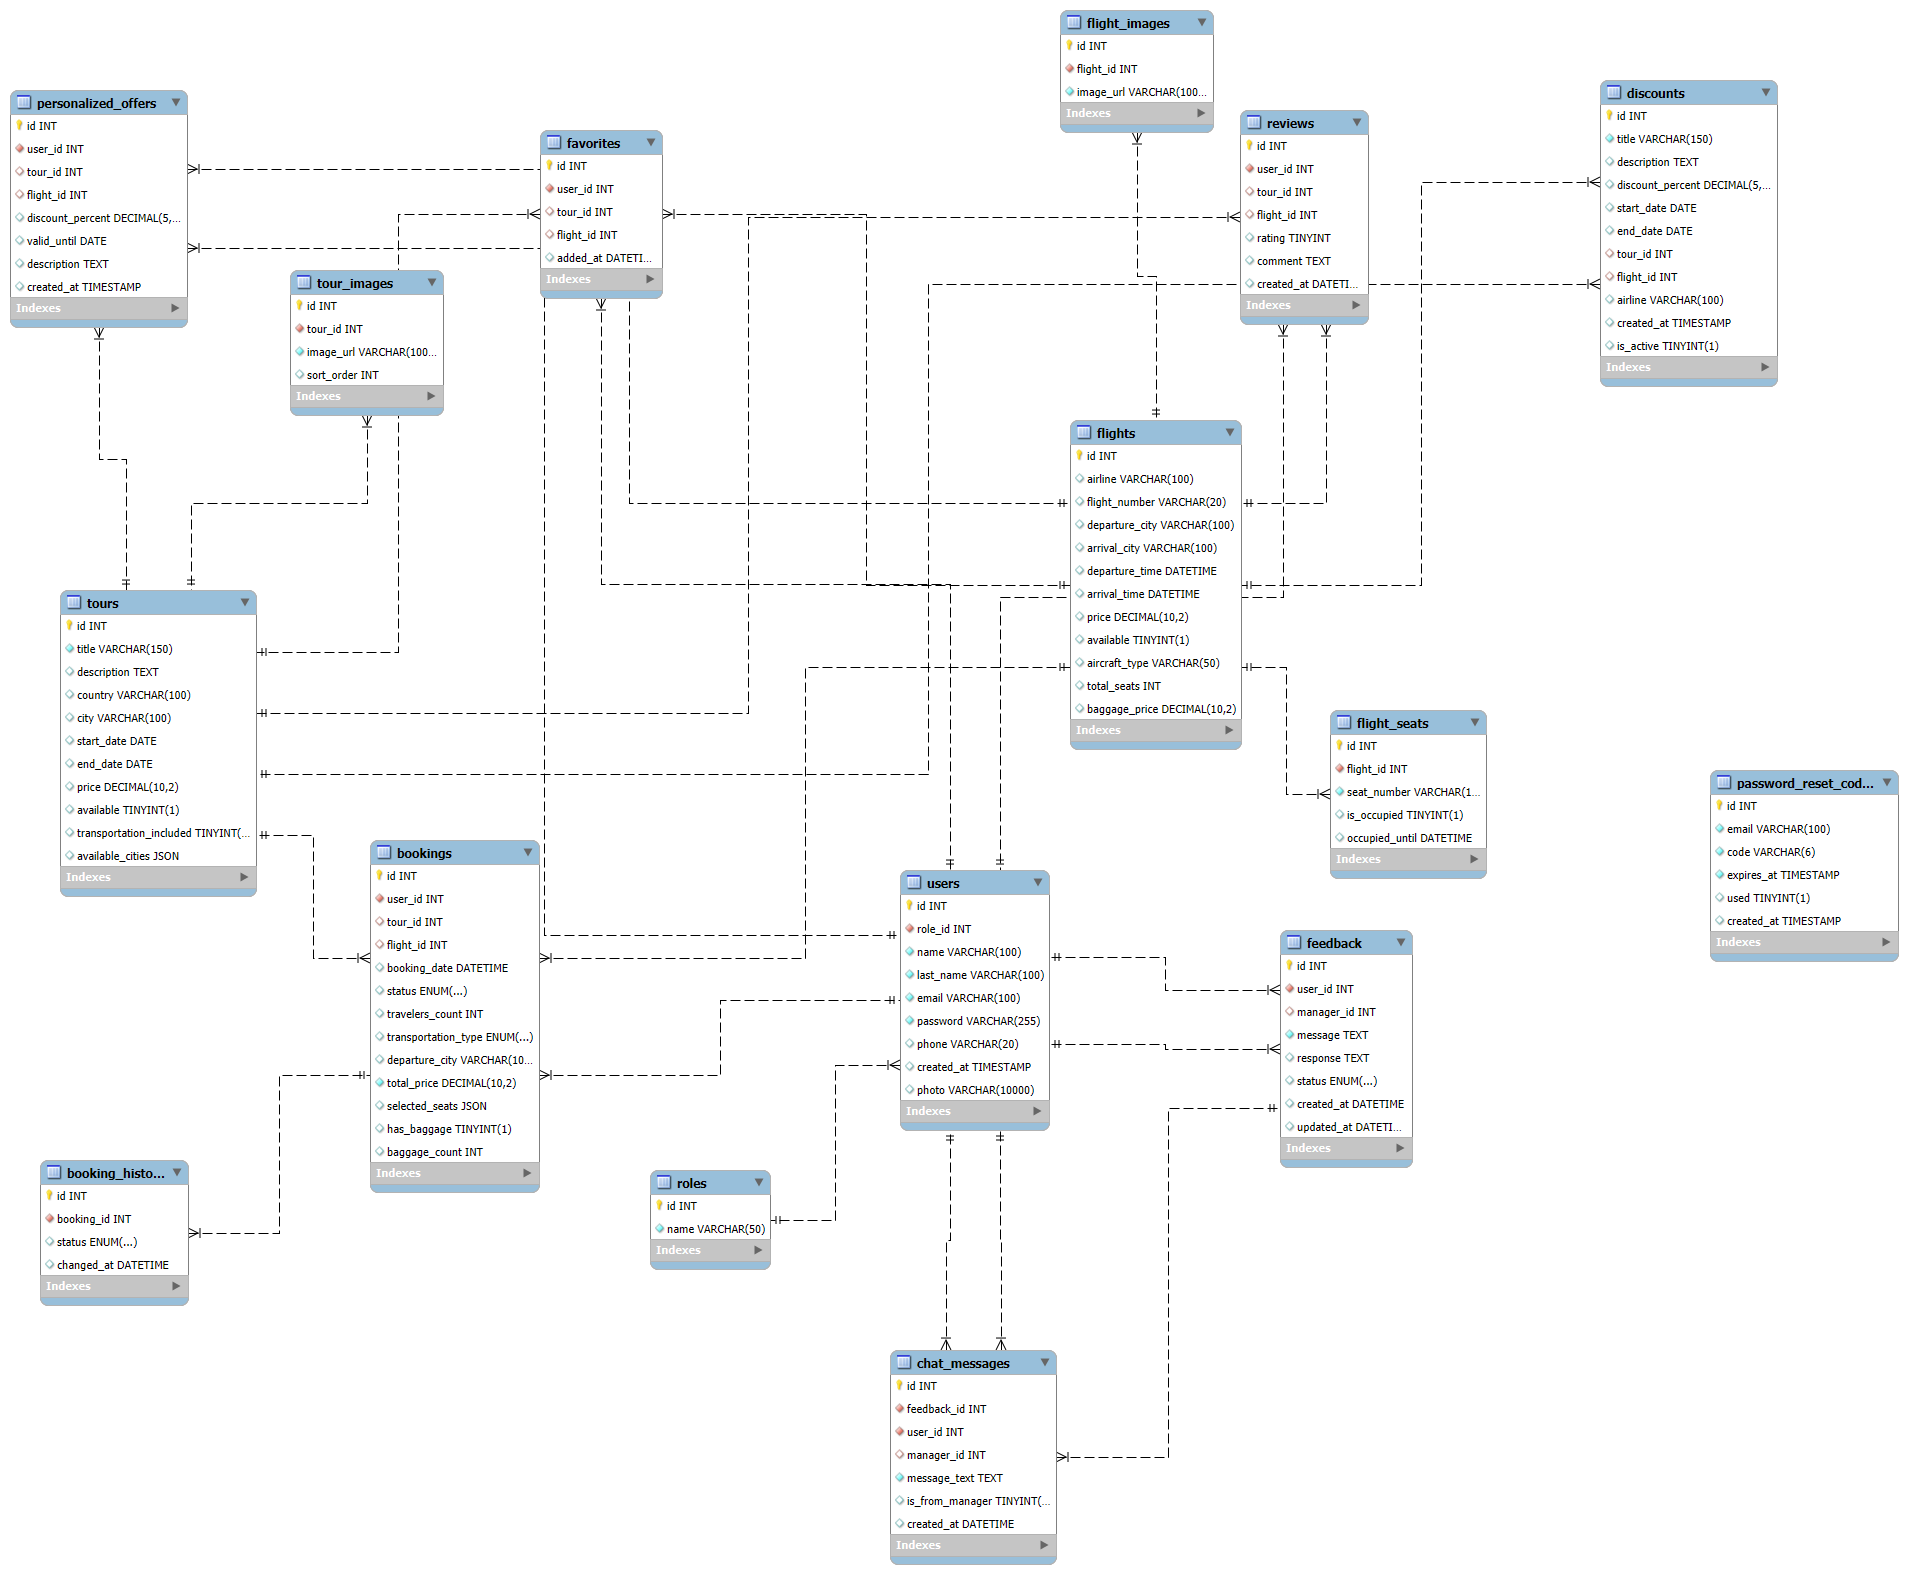 flight_images
id INT
flight_id INT
image_url VARCHAR(100...
Indexes
personalized_offers
id INT
user_id INT
tour_id INT
flight_id INT
discount_percent DECIMAL(5,...
valid_until DATE
description TEXT
created_at TIMESTAMP
Indexes
favorites
id INT
user_id INT
tour_id INT
flight_id INT
added_at DATETI...
Indexes
reviews
id INT
user_id INT
tour_id INT
flight_id INT
rating TINYINT
comment TEXT
created_at DATETI...
Indexes
discounts
id INT
title VARCHAR(150)
description TEXT
discount_percent DECIMAL(5,...
start_date DATE
end_date DATE
tour_id INT
flight_id INT
airline VARCHAR(100)
created_at TIMESTAMP
is_active TINYINT(1)
Indexes
tour_images
id INT
tour_id INT
image_url VARCHAR(100...
sort_order INT
Indexes
flights
id INT
airline VARCHAR(100)
flight_number VARCHAR(20)
departure_city VARCHAR(100)
arrival_city VARCHAR(100)
departure_time DATETIME
arrival_time DATETIME
price DECIMAL(10,2)
available TINYINT(1)
aircraft_type VARCHAR(50)
total_seats INT
baggage_price DECIMAL(10,2)
Indexes
tours
id INT
title VARCHAR(150)
description TEXT
country VARCHAR(100)
city VARCHAR(100)
start_date DATE
end_date DATE
price DECIMAL(10,2)
available TINYINT(1)
transportation_included TINYINT(...
available_cities JSON
Indexes
flight_seats
id INT
flight_id INT
seat_number VARCHAR(1...
is_occupied TINYINT(1)
occupied_until DATETIME
Indexes
password_reset_cod...
id INT
email VARCHAR(100)
code VARCHAR(6)
expires_at TIMESTAMP
used TINYINT(1)
created_at TIMESTAMP
Indexes
bookings
id INT
user_id INT
tour_id INT
flight_id INT
booking_date DATETIME
status ENUM(...)
travelers_count INT
transportation_type ENUM(...)
departure_city VARCHAR(10...
total_price DECIMAL(10,2)
selected_seats JSON
has_baggage TINYINT(1)
baggage_count INT
Indexes
users
id INT
role_id INT
name VARCHAR(100)
last_name VARCHAR(100)
email VARCHAR(100)
password VARCHAR(255)
phone VARCHAR(20)
created_at TIMESTAMP
photo VARCHAR(10000)
Indexes
feedback
id INT
user_id INT
manager_id INT
message TEXT
response TEXT
status ENUM(...)
created_at DATETIME
updated_at DATETI...
Indexes
booking_histo...
id INT
booking_id INT
status ENUM(...)
changed_at DATETIME
Indexes
roles
id INT
name VARCHAR(50)
Indexes
chat_messages
id INT
feedback_id INT
user_id INT
manager_id INT
message_text TEXT
is_from_manager TINYINT(...
created_at DATETIME
Indexes